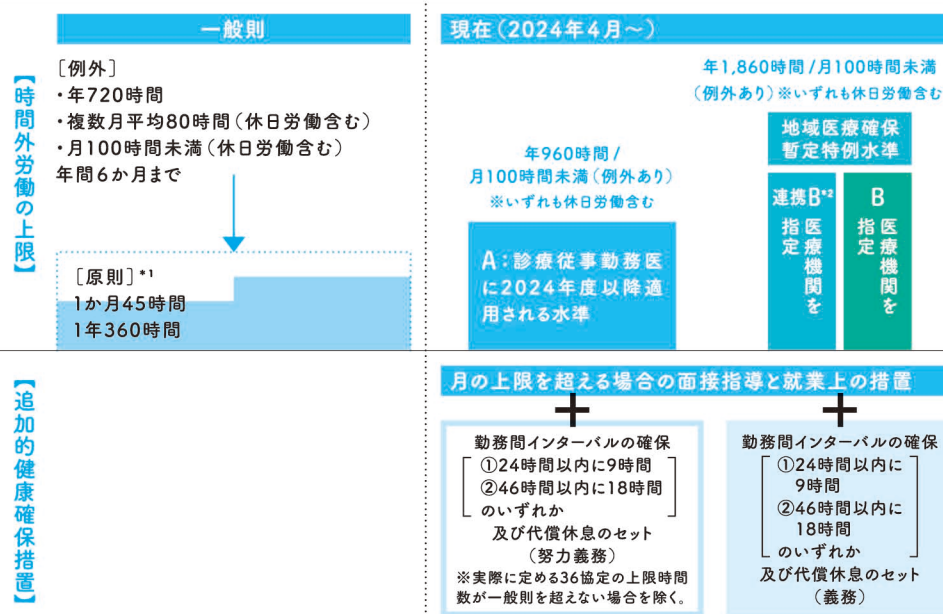 一般則
現在（2024年4月～）
【時間外労働の上限】
［例外］
・年720時間
・複数月平均80時間（休日労働含む）
・月100時間未満（休日労働含む）
年間6か月まで
［原則］*1
1か月45時間
1年360時間
年960時間/
月100時間未満（例外あり）
※いずれも休日労働含む
A：診療従事勤務医
に2024年度以降適
用される水準
年1,860時間/月100時間未満
（例外あり）※いずれも休日労働含む
地域医療確保
暫定特例水準
連携B*2
医療機関を
指定
B
医療機関を
指定
【追加的健康確保措置】
月の上限を超える場合の面接指導と就業上の措置
＋
＋
勤務間インターバルの確保
①24時間以内に9時間
②46時間以内に18時間
のいずれか
及び代償休息のセット
（努力義務）
※実際に定める36協定の上限時間
数が一般則を超えない場合を除く。
勤務間インターバルの確保
①24時間以内に
9時間
②46時間以内に
18時間
のいずれか
及び代償休息のセット
（義務）